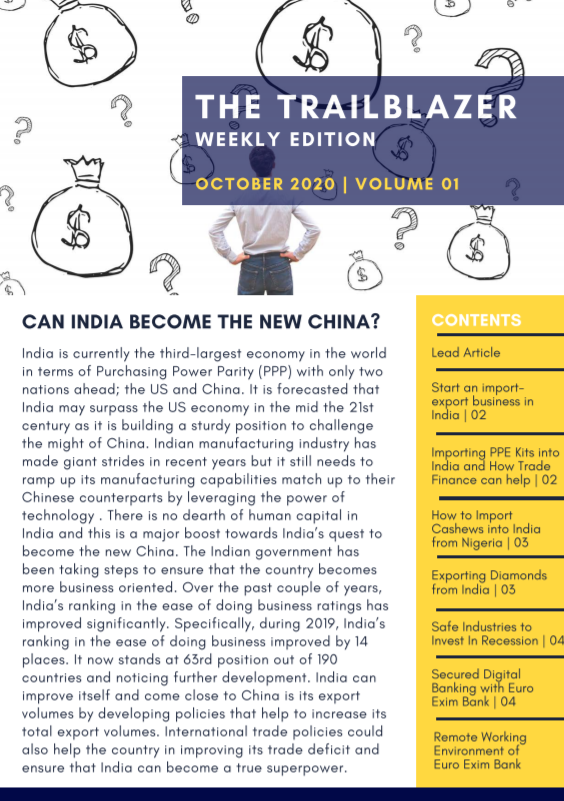 THE TRAILBLAZER
WEEKLY EDITION
OCTOBER 2020 | VOLUME 01
CAN INDIA BECOME THE NEW CHINA?
India is currently the third-largest economy in the world
in terms of Purchasing Power Parity (PPP) with only two
nations ahead; the US and China. It is forecasted that
India may surpass the US economy in the mid the 21st
century as it is building a sturdy position to challenge
the might of China. Indian manufacturing industry has
made giant strides in recent years but it still needs to
ramp up its manufacturing capabilities match up to their
Chinese counterparts by leveraging the power of
technology . There is no dearth of human capital in
India and this is a major boost towards India's quest to
become the new China. The Indian government has
been taking steps to ensure that the country becomes
more business oriented. Over the past couple of years,
India's ranking in the ease of doing business ratings has
improved significantly. Specifically, during 2019, India's
ranking in the ease of doing business improved by 14
places. It now stands at 63rd position out of 190
countries and noticing further development. India can
improve itself and come close to China is its export
volumes by developing policies that help to increase its
total export volumes. International trade policies could
also help the country in improving its trade deficit and
ensure that India can become a true superpower.
CONTENTS
Lead Article
Start an import-
export business in
India | 02
Importing PPE Kits into
India and How Trade
Finance can help | 02
How to Import
Cashews into India
from Nigeria | 03
Exporting Diamonds
from India | 03
Safe Industries to
Invest In Recession | 04
Secured Digital
Banking with Euro
Exim Bank | 04
Remote Working
Environment of
Euro Exim Bank